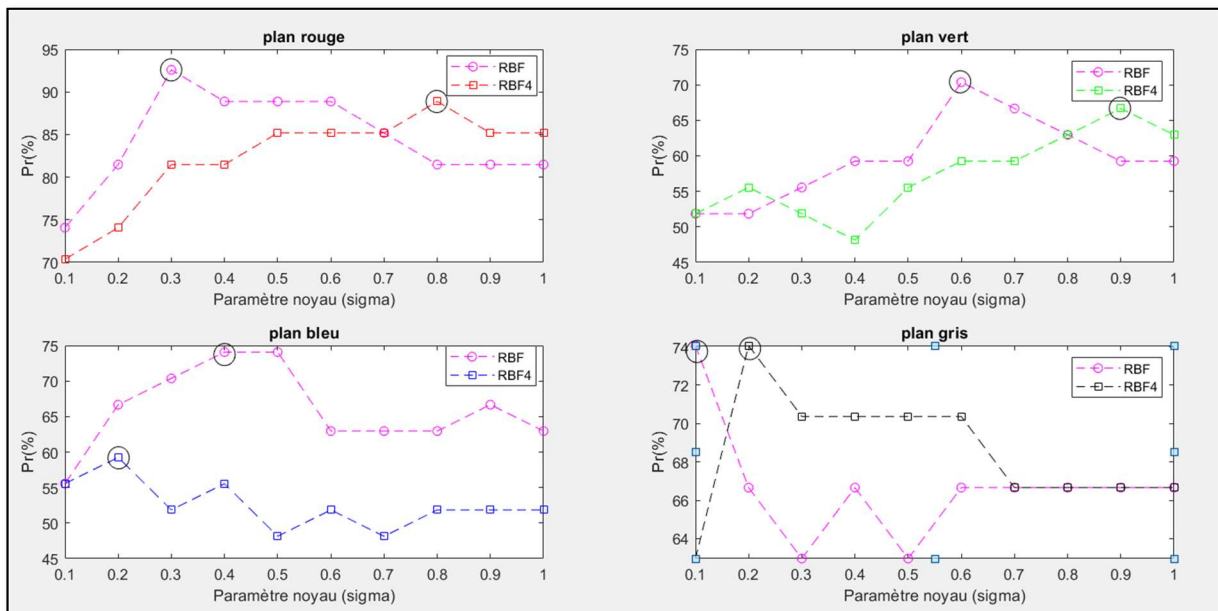 plan rouge
95
90
85
80
75
70
Pr(%)
RBF
RBF4
0.1 0.2 0.3 0.4 0.5 0.6 0.7 0.8 0.9 1
Paramètre noyau (sigma)
plan vert
75
70
65
60
55
50
45
Pr(%)
RBF
RBF4
0.1 0.2 0.3 0.4 0.5 0.6 0.7 0.8 0.9 1
Paramètre noyau (sigma)
plan bleu
75
70
65
60
55
50
45
Pr(%)
RBF
RBF4
0.1 0.2 0.3 0.4 0.5 0.6 0.7 0.8 0.9 1
Paramètre noyau (sigma)
plan gris
74
72
70
68
66
64
Pr(%)
RBF
RBF4
0.1 0.2 0.3 0.4 0.5 0.6 0.7 0.8 0.9 1
Paramètre noyau (sigma)